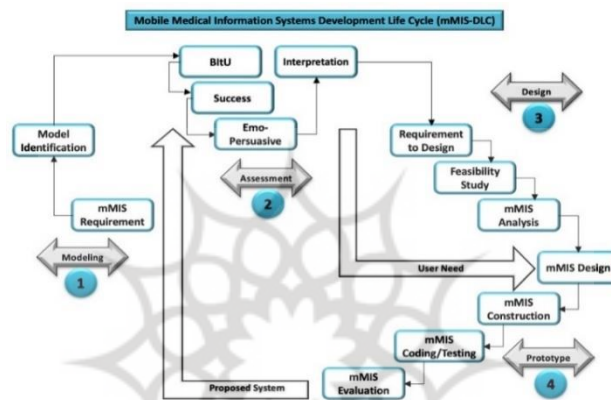 Mobile Medical Information Systems Development Life Cycle (mMIS-DLC)
BItU
Interpretation
Success
Emo-
Persuasive
Model
Identification
mMIS
Requirement
Modeling
1
Assessment
2
Design
3
Requirement
to Design
Feasibility
Study
mMIS
Analysis
User Need
mMIS Design
mMIS
Construction
mMIS
Coding/Testing
Prototype
4
mMIS
Evaluation
Proposed System